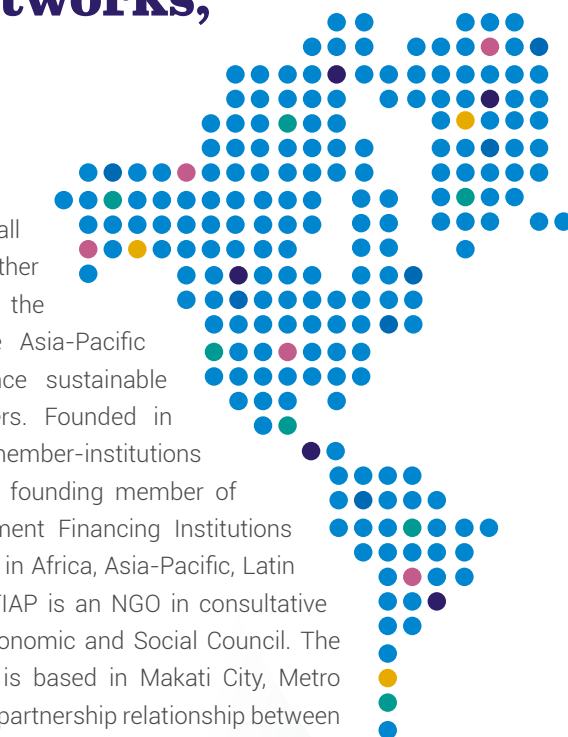 tworks,
all
ther
the
Asia-Pacific
nce sustainable
rs. Founded in
member-institutions
founding member of
ment Financing Institutions
in Africa, Asia-Pacific, Latin
IAP is an NGO in consultative
onomic and Social Council. The
is based in Makati City, Metro
partnership relationship between